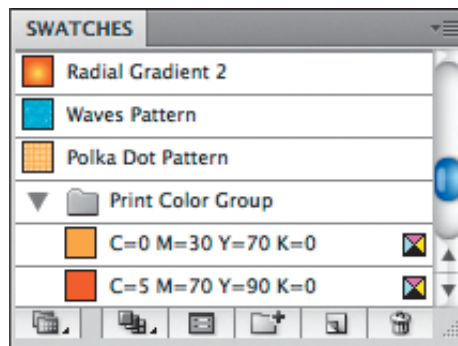 SWATCHES
Radial Gradient 2
Waves Pattern
Polka Dot Pattern
Print Color Group
C=0 M=30 Y=70 K=0
C=5 M=70 Y=90 K=0